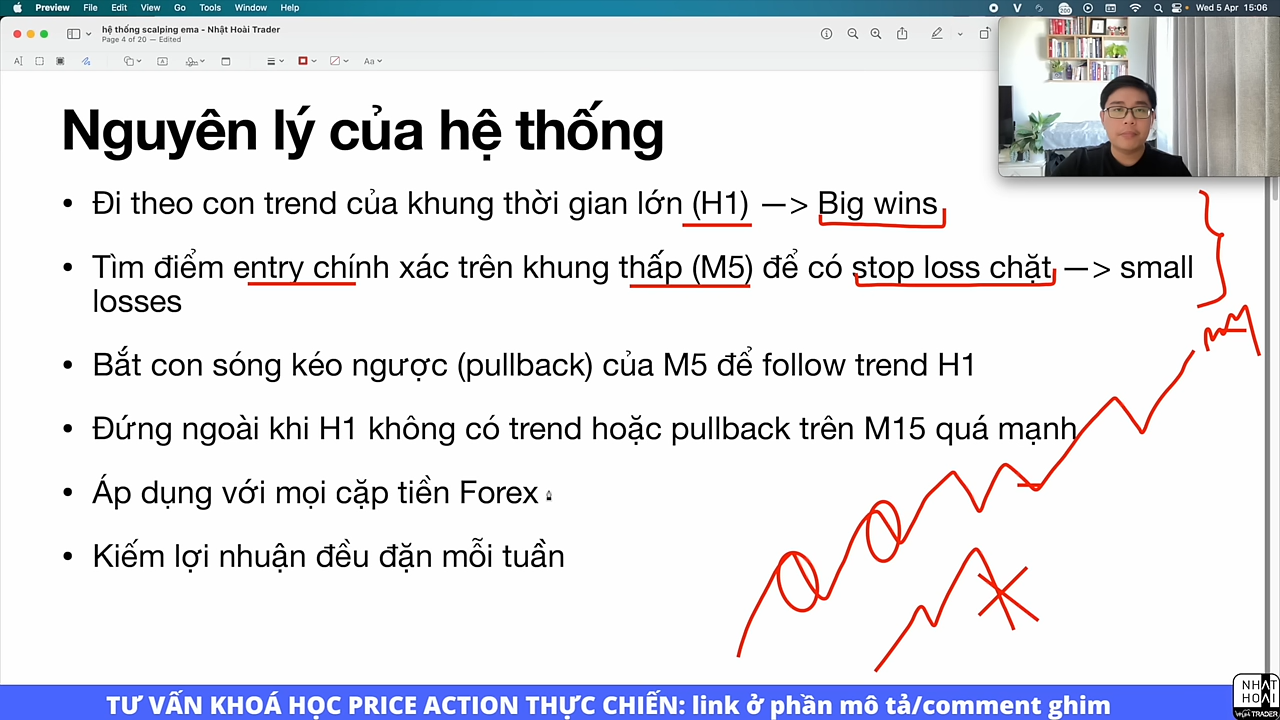 Preview File Edit View Go Tools Window Help
200
Wed 5 Apr 15:06
hệ thống scalping ema - Nhật Hoài Trader
Page 4 of 20 — Edited
Aa
Nguyên lý của hệ thống
• Đi theo con trend của khung thời gian lớn (H1) —> Big wins
• Tìm điểm entry chính xác trên khung thấp (M5) để có stop loss chặt —> small
losses
• Bắt con sóng kéo ngược (pullback) của M5 để follow trend H1
• Đứng ngoài khi H1 không có trend hoặc pullback trên M15 quá mạnh
• Áp dụng với mọi cặp tiền Forex
• Kiếm lợi nhuận đều đặn mỗi tuần
TƯ VẤN KHOÁ HỌC PRICE ACTION THỰC CHIẾN: link ở phần mô tả/comment ghim
NHẬT
HOÀI
TRADER